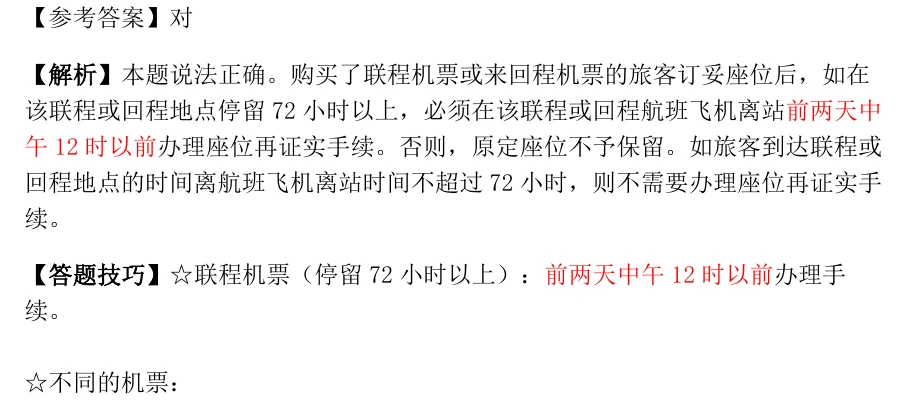 【参考答案】对
【解析】本题说法正确。购买了联程机票或来回程机票的旅客订妥座位后，如在
该联程或回程地点停留 72 小时以上，必须在该联程或回程航班飞机离站前两天中
午 12 时以前办理座位再证实手续。否则，原定座位不予保留。如旅客到达联程或
回程地点的时间离航班飞机离站时间不超过 72 小时，则不需要办理座位再证实手
续。
【答题技巧】☆联程机票（停留 72 小时以上）：前两天中午 12 时以前办理手
续。
☆不同的机票：